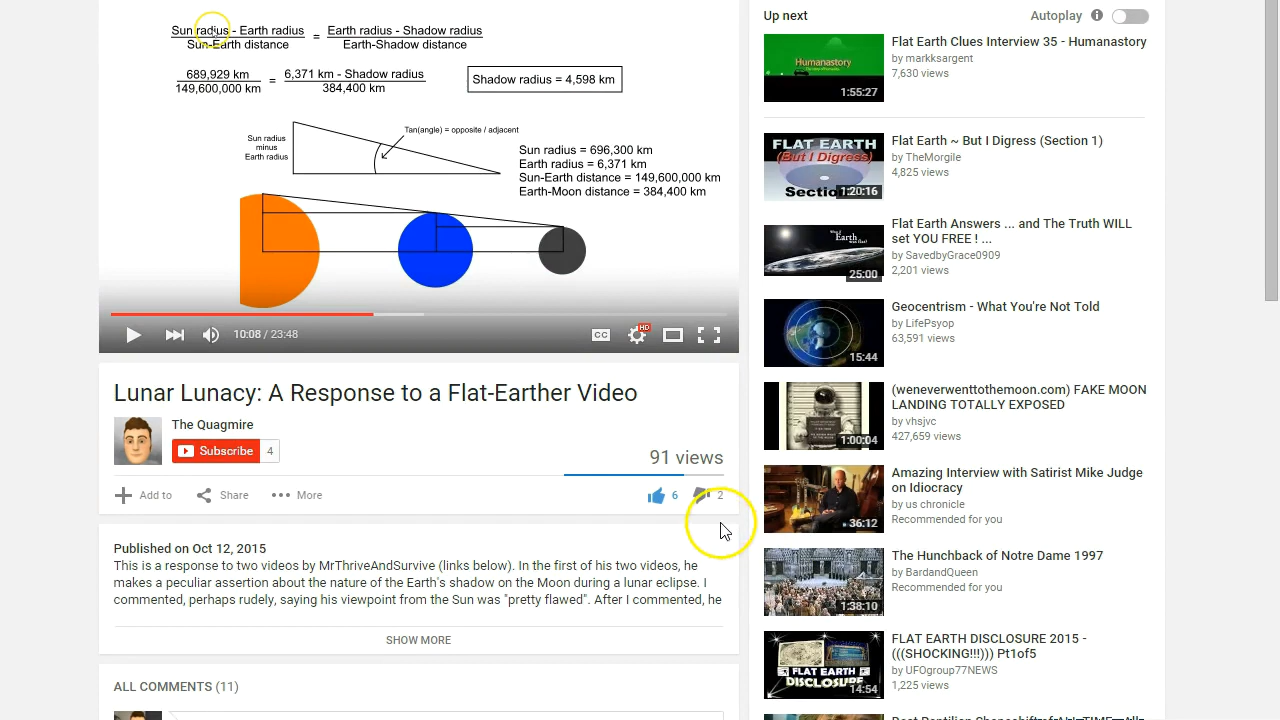 Sun radius - Earth radius = Earth radius - Shadow radius
Sun-Earth distance Earth-Shadow distance
689,929 km = 6,371 km - Shadow radius
149,600,000 km 384,400 km
Shadow radius = 4,598 km
Tan(angle) = opposite / adjacent
Sun radius
minus
Earth radius
Sun radius = 696,300 km
Earth radius = 6,371 km
Sun-Earth distance = 149,600,000 km
Earth-Moon distance = 384,400 km
CC
HD
10:08 / 23:48
Lunar Lunacy: A Response to a Flat-Earther Video
The Quagmire
Subscribe 4
91 views
Add to Share More
6 2
Published on Oct 12, 2015
This is a response to two videos by MrThriveAndSurvive (links below). In the first of his two videos, he
makes a peculiar assertion about the nature of the Earth's shadow on the Moon during a lunar eclipse. I
commented, perhaps rudely, saying his viewpoint from the Sun was "pretty flawed". After I commented, he
SHOW MORE
ALL COMMENTS (11)
Up next
Autoplay
Humanastory
1:55:27
Flat Earth Clues Interview 35 - Humanastory
by markksargent
7,630 views
FLAT EARTH
(But I Digress)
Section
1:20:16
Flat Earth ~ But I Digress (Section 1)
by TheMorgile
4,825 views
25:00
Flat Earth Answers ... and The Truth WILL
set YOU FREE ! ...
by SavedbyGrace0909
2,201 views
15:44
Geocentrism - What You're Not Told
by LifePsyop
63,591 views
1:00:04
(weneverwenttothemoon.com) FAKE MOON
LANDING TOTALLY EXPOSED
by vhsjvc
427,659 views
36:12
Amazing Interview with Satirist Mike Judge
on Idiocracy
by us chronicle
Recommended for you
1:38:10
The Hunchback of Notre Dame 1997
by BardandQueen
Recommended for you
FLAT EARTH
DISCLOSURE
14:54
FLAT EARTH DISCLOSURE 2015 -
(((SHOCKING!!!))) Pt1of5
by UFOgroup77NEWS
1,225 views